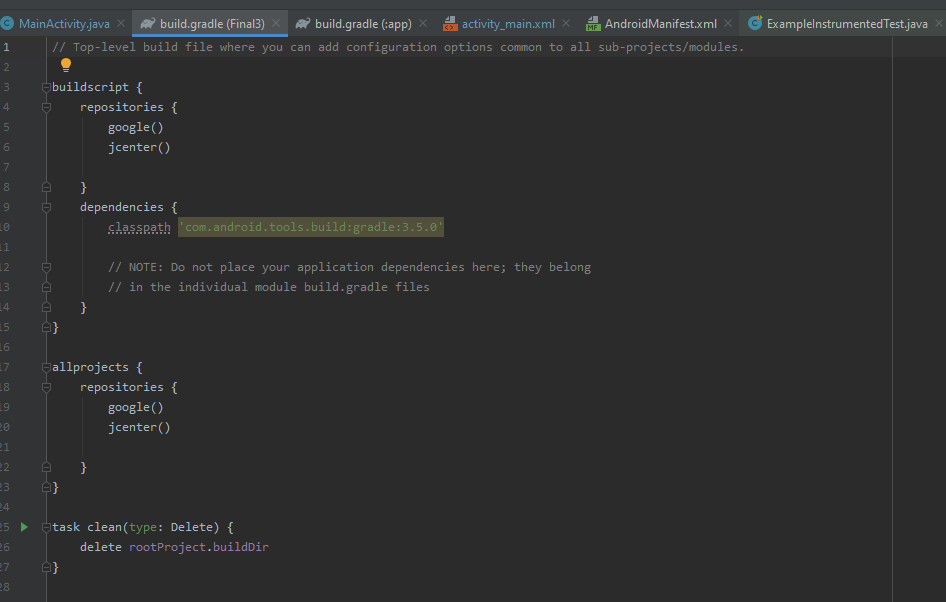 MainActivity.java build.gradle (Final3) build.gradle (:app) activity_main.xml AndroidManifest.xml ExampleInstrumentedTest.java
1 // Top-level build file where you can add configuration options common to all sub-projects/modules.
2
3 buildscript {
4 repositories {
5 google()
6 jcenter()
7
8 }
9 dependencies {
10 classpath 'com.android.tools.build:gradle:3.5.0'
11
12 // NOTE: Do not place your application dependencies here; they belong
13 // in the individual module build.gradle files
14 }
15 }
16
17 allprojects {
18 repositories {
19 google()
20 jcenter()
21
22 }
23 }
24
25 task clean(type: Delete) {
26 delete rootProject.buildDir
27 }
28